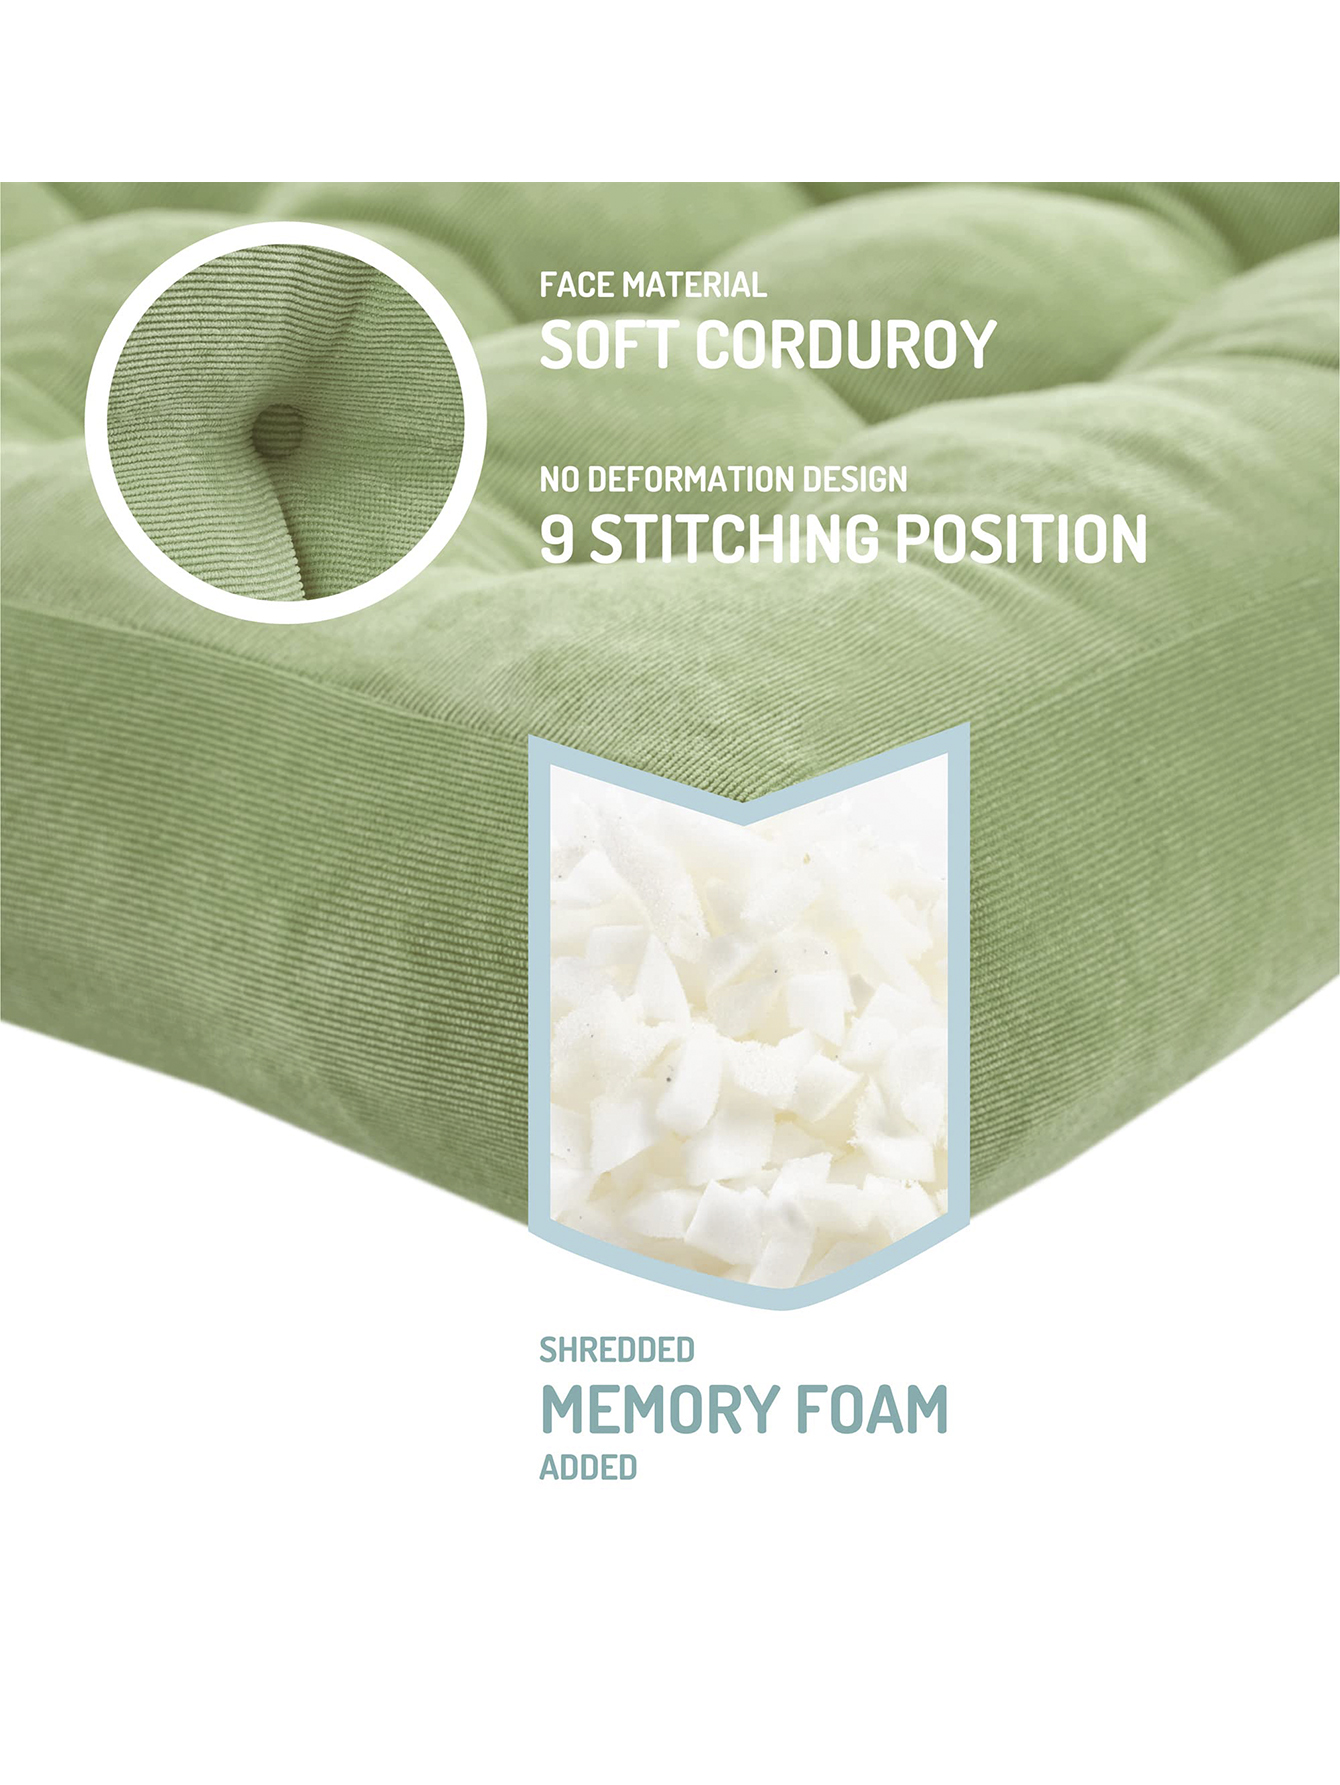 FACE MATERIAL
SOFT CORDUROY
NO DEFORMATION DESIGN
9 STITCHING POSITION
SHREDDED
MEMORY FOAM
ADDED